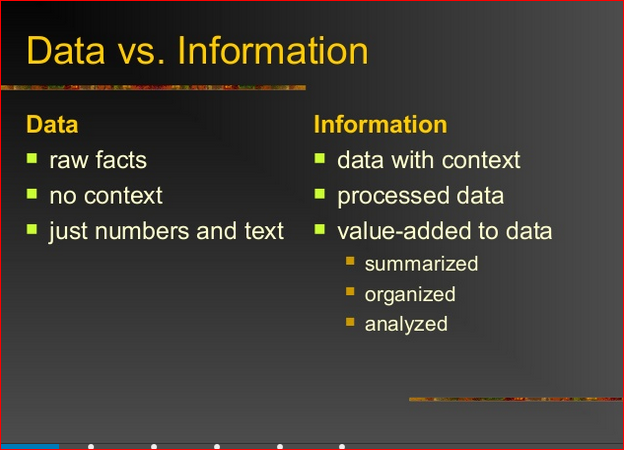 Data vs. Information
Data
raw facts
no context
just numbers and text
Information
data with context
processed data
value-added to data
summarized
organized
analyzed